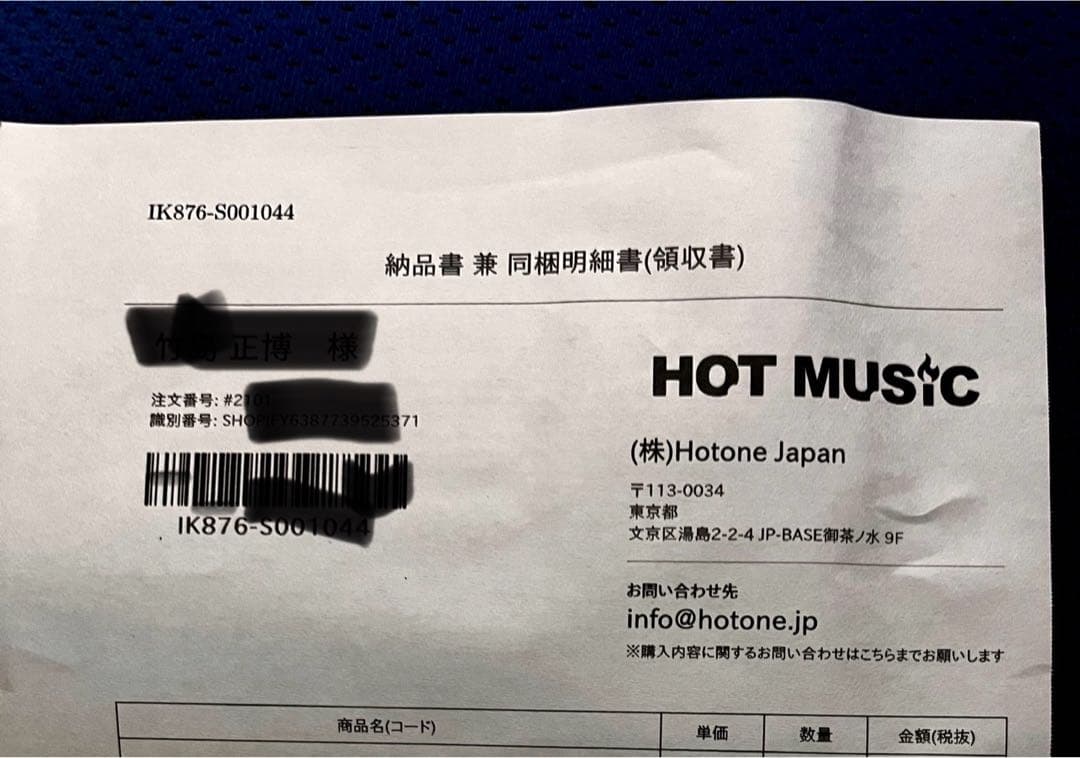 IK876-S001044
納品書 兼 同梱明細書(領収書)
正博 様
注文番号: #2101
識別番号: SHOPIFY6387739525371
IK876-S001044
HOT MUSIC
(株)Hotone Japan
〒113-0034
東京都
文京区湯島2-2-4 JP-BASE御茶ノ水 9F
お問い合わせ先
info@hotone.jp
※購入内容に関するお問い合わせはこちらまでお願いします
商品名(コード) 単価 数量 金額(税抜)